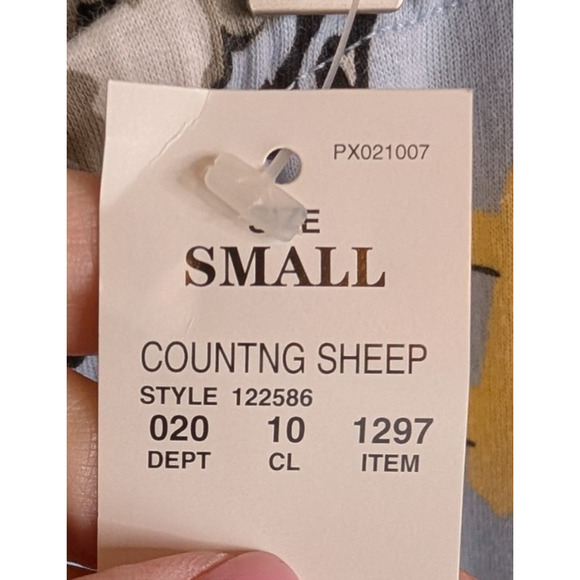 PX021007
SMALL
COUNTNG SHEEP
STYLE 122586
020 10 1297
DEPT CL ITEM